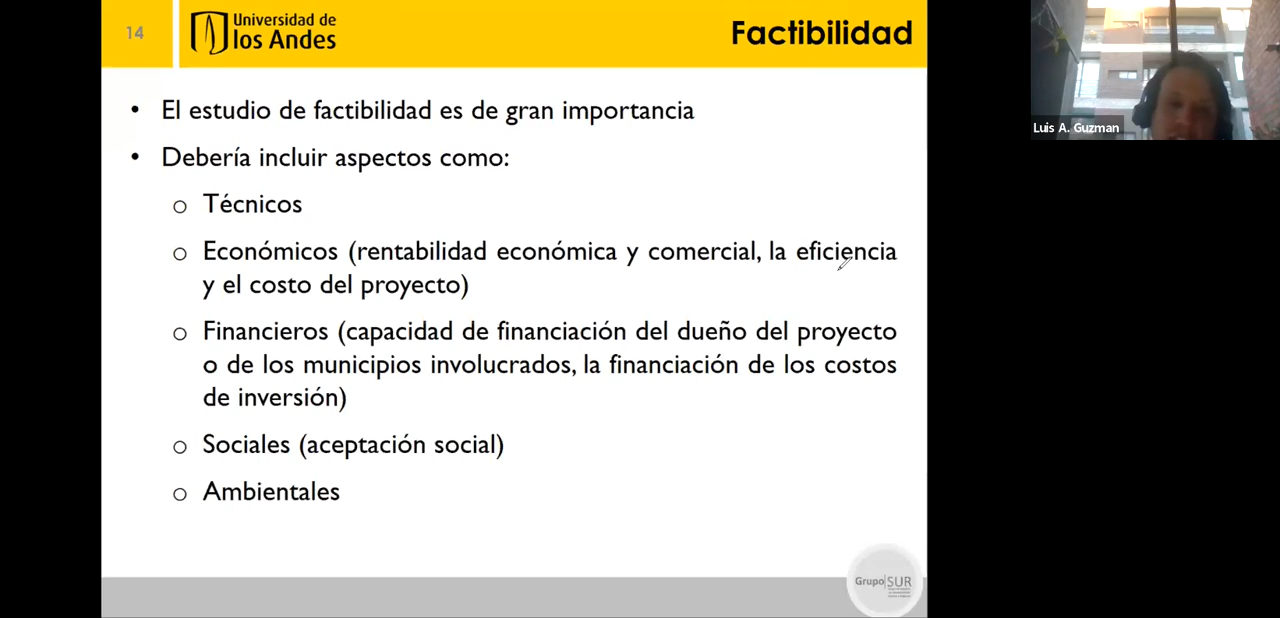 14
Universidad de
los Andes
Factibilidad
• El estudio de factibilidad es de gran importancia
• Debería incluir aspectos como:
o Técnicos
o Económicos (rentabilidad económica y comercial, la eficiencia
y el costo del proyecto)
o Financieros (capacidad de financiación del dueño del proyecto
o de los municipios involucrados, la financiación de los costos
de inversión)
o Sociales (aceptación social)
o Ambientales
Grupo|SUR
Luis A. Guzman